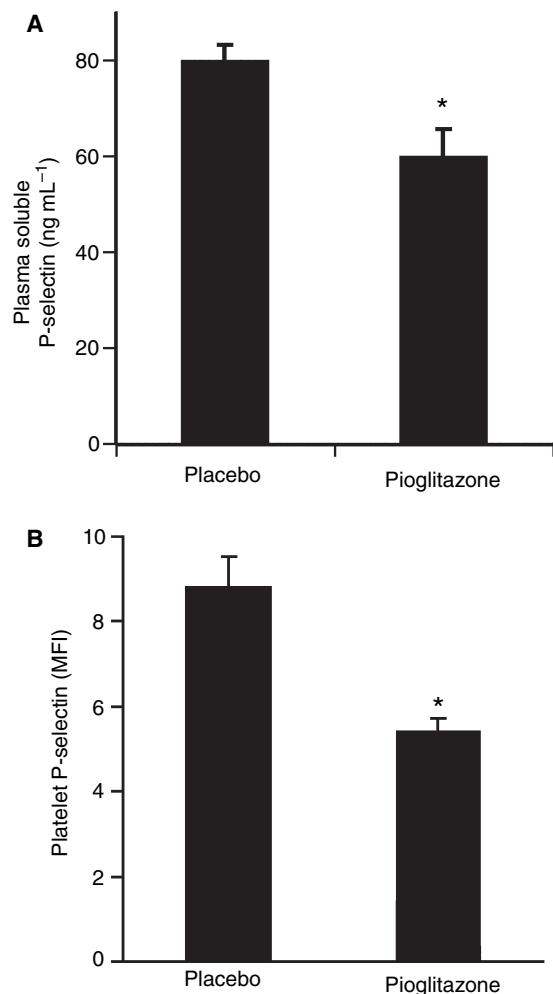 A
Plasma soluble
P-selectin (ng mL⁻¹)
80
60
40
20
0
*
Placebo
Pioglitazone
B
Platelet P-selectin (MFI)
10
8
6
4
2
0
*
Placebo
Pioglitazone